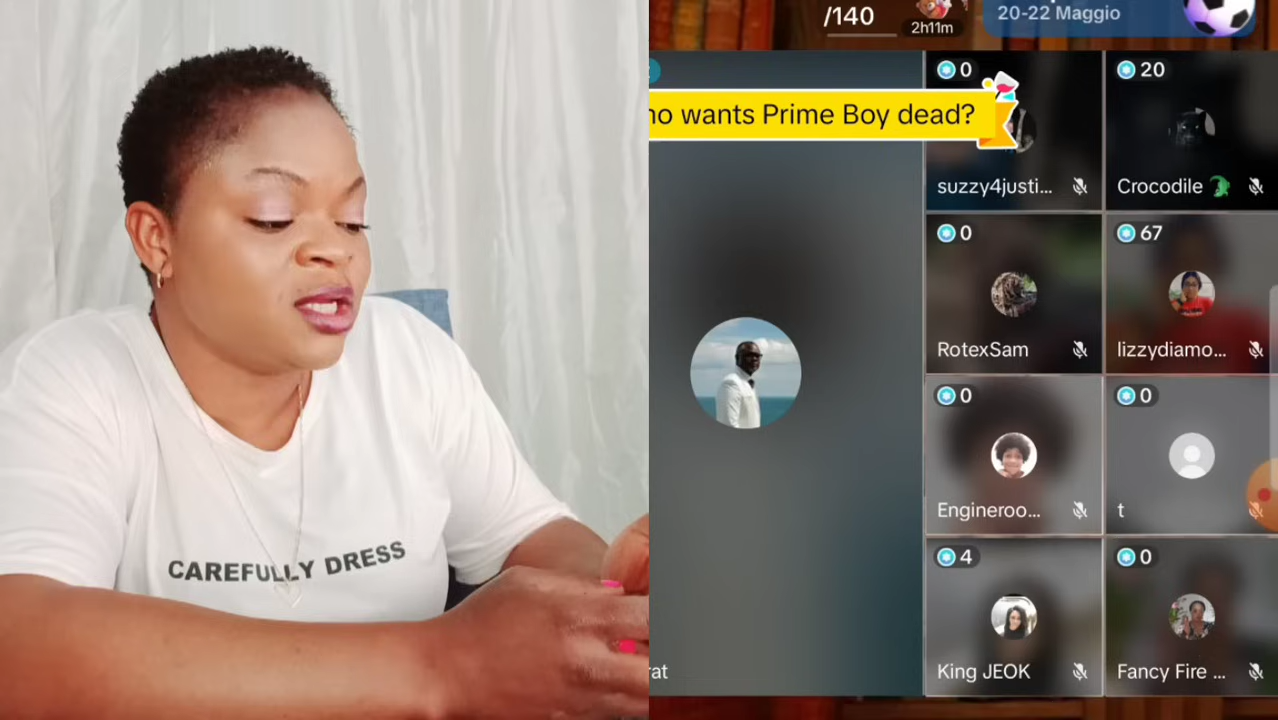 CAREFULLY DRESS
/140
2h11m
20-22 Maggio
0
20
ho wants Prime Boy dead?
suzzy4justi...
Crocodile 🐊
0
67
RotexSam
lizzydiamo...
0
0
Engineroo...
t
4
0
rat
King JEOK
Fancy Fire ...